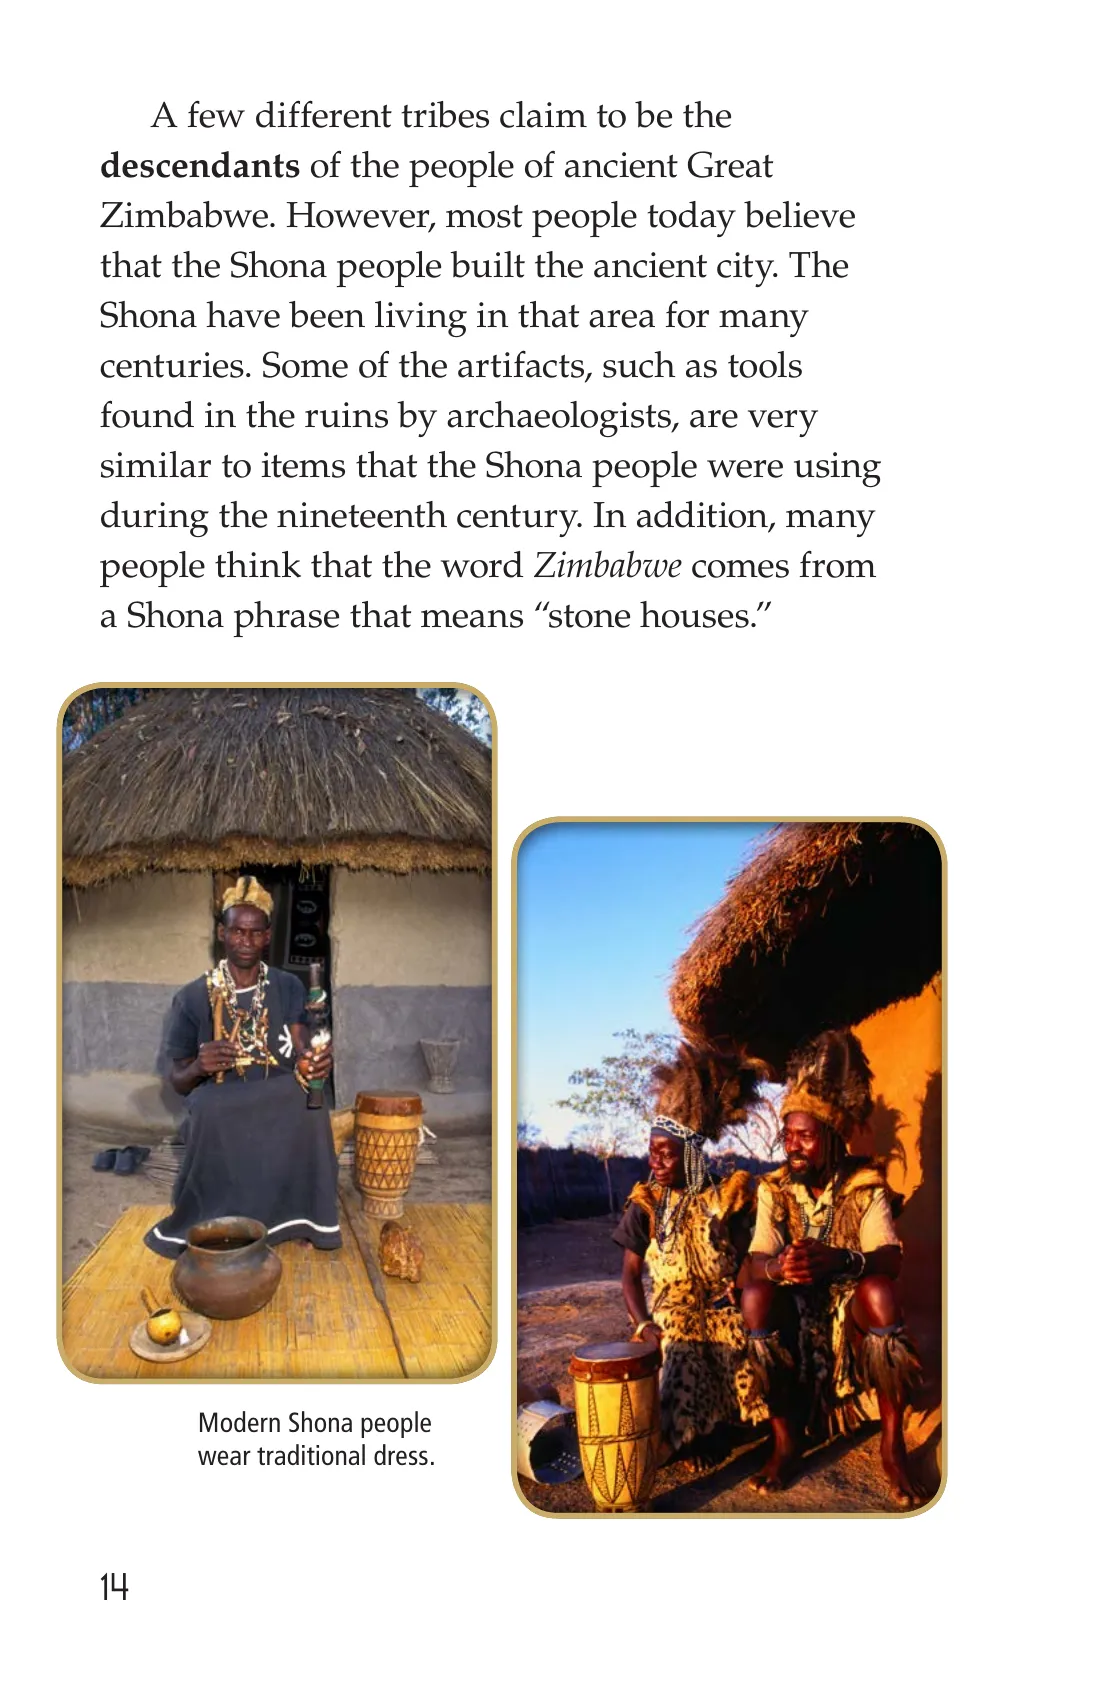 A few different tribes claim to be the
descendants of the people of ancient Great
Zimbabwe. However, most people today believe
that the Shona people built the ancient city. The
Shona have been living in that area for many
centuries. Some of the artifacts, such as tools
found in the ruins by archaeologists, are very
similar to items that the Shona people were using
during the nineteenth century. In addition, many
people think that the word Zimbabwe comes from
a Shona phrase that means “stone houses.”
Modern Shona people
wear traditional dress.
14